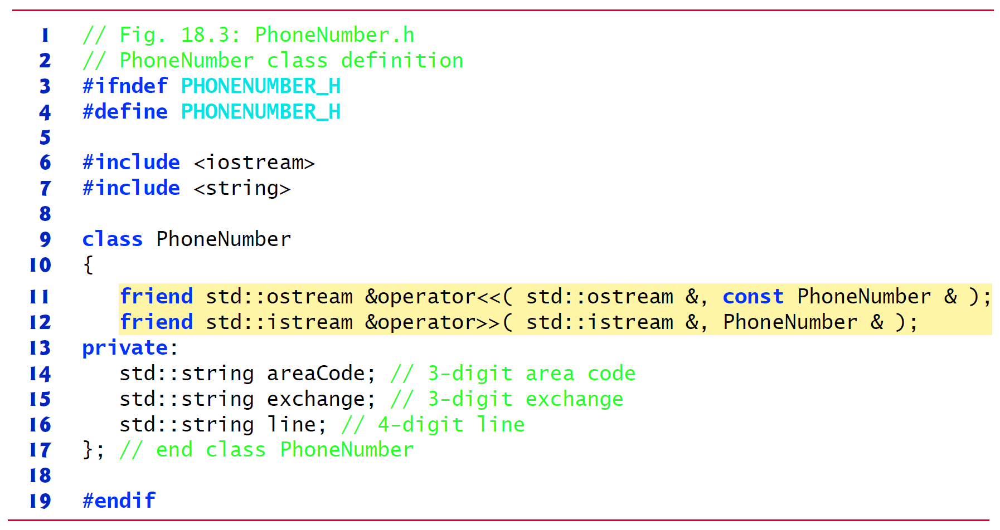 1 // Fig. 18.3: PhoneNumber.h
2 // PhoneNumber class definition
3 #ifndef PHONENUMBER_H
4 #define PHONENUMBER_H
5
6 #include <iostream>
7 #include <string>
8
9 class PhoneNumber
10 {
11    friend std::ostream &operator<<( std::ostream &, const PhoneNumber & );
12    friend std::istream &operator>>( std::istream &, PhoneNumber & );
13 private:
14    std::string areaCode; // 3-digit area code
15    std::string exchange; // 3-digit exchange
16    std::string line; // 4-digit line
17 }; // end class PhoneNumber
18
19 #endif